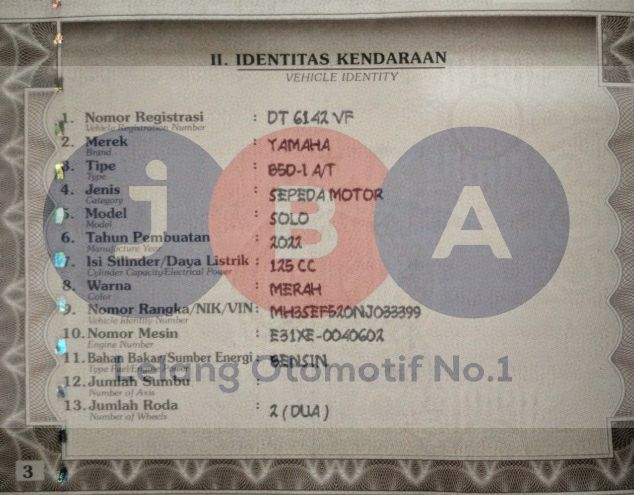 II. IDENTITAS KENDARAAN
VEHICLE IDENTITY
1. Nomor Registrasi : DT 6142 VF
Vehicle Registration Number
2. Merek : YAMAHA
Brand
3. Tipe : B5D-1 A/T
Type
4. Jenis : SEPEDA MOTOR
Category
5. Model : SOLO
Model
6. Tahun Pembuatan : 2022
Manufacture Year
7. Isi Silinder/Daya Listrik : 125 CC
Cylinder Capacity/Electrical Power
8. Warna : MERAH
Color
9. Nomor Rangka/NIK/VIN : MH3SEF520NJ033399
Vehicle Identity Number
10. Nomor Mesin : E31XE-0040602
Engine Number
11. Bahan Bakar/Sumber Energi : BENSIN
12. Jumlah Sumbu :
Number of Axis
13. Jumlah Roda : 2 (DUA)
Number of Wheels
3
iBA
Lelang Otomotif No.1